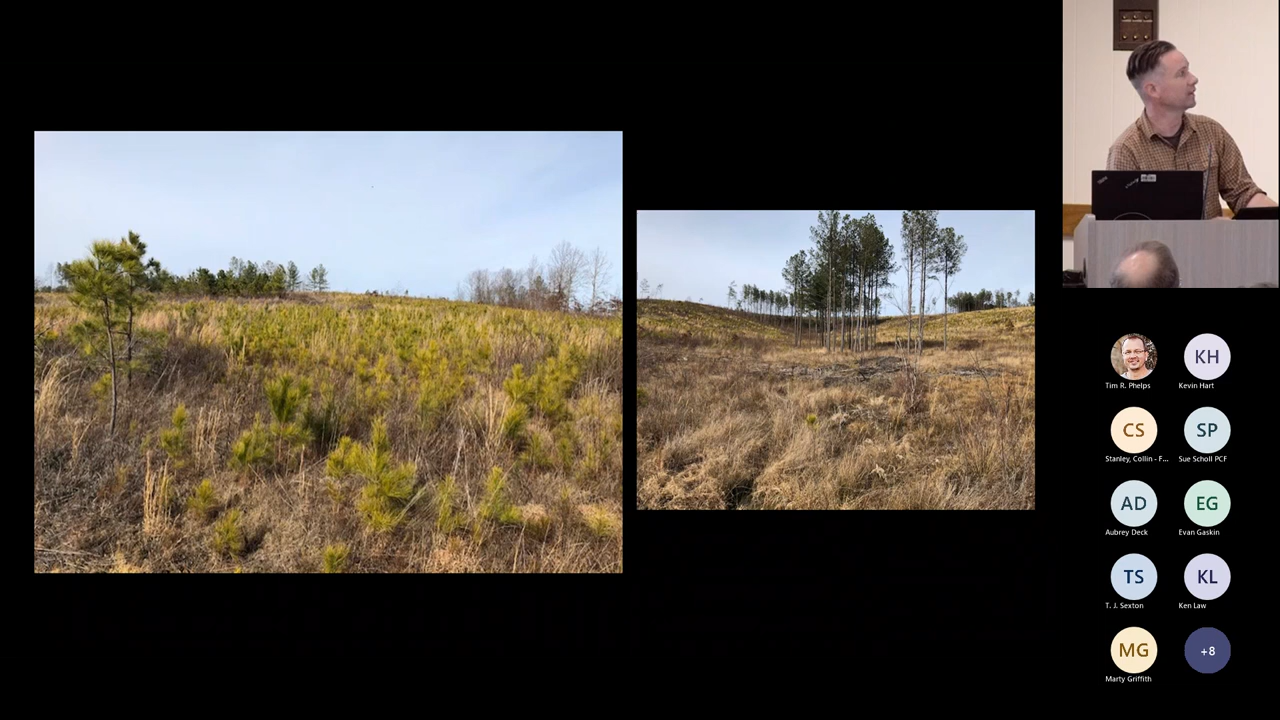 Tim R. Phelps
KH
Kevin Hart
CS
Stanley, Collin - F...
SP
Sue Scholl PCF
AD
Aubrey Deck
EG
Evan Gaskin
TS
T. J. Sexton
KL
Ken Law
MG
Marty Griffith
+8